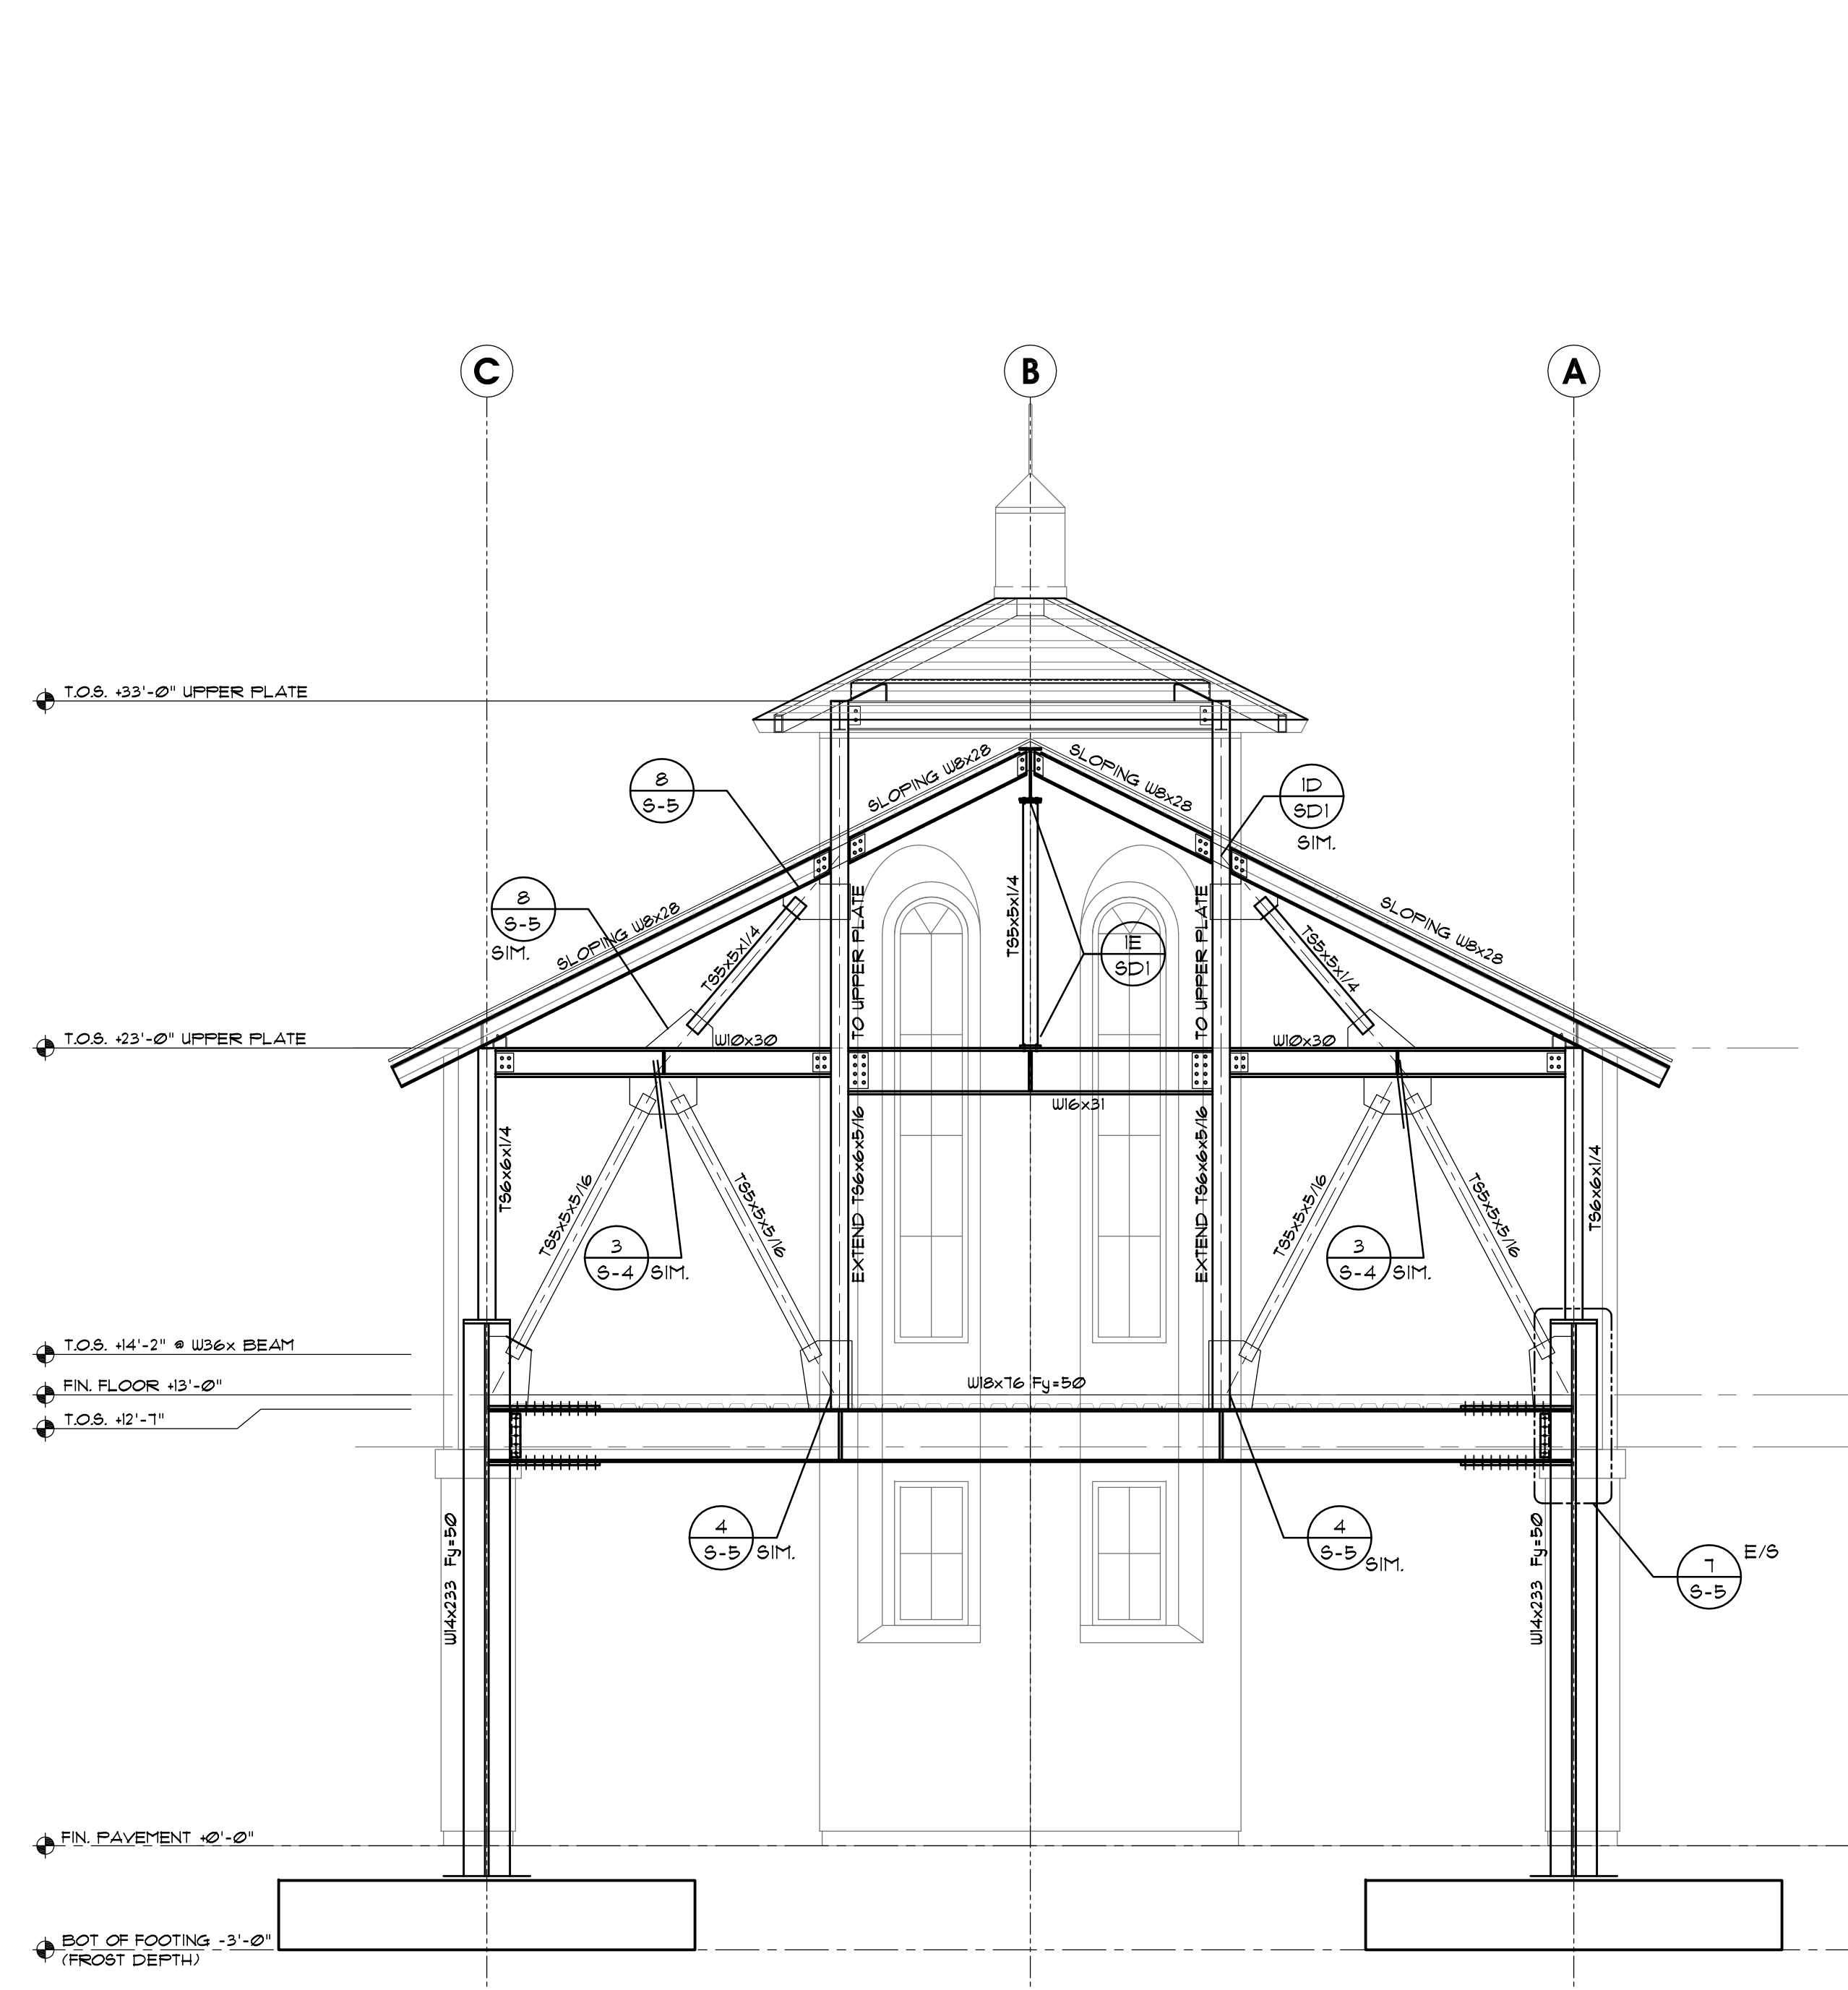 C
B
A
T.O.S. +33'-0" UPPER PLATE
SLOPING W8x28
SLOPING W8x28
8
S-5
1D
SD1
SIM.
8
S-5
SIM.
SLOPING W8x28
TS5x5x1/4
TO UPPER PLATE
TS5x5x1/4
1E
SD1
TO UPPER PLATE
TS5x5x1/4
SLOPING W8x28
T.O.S. +23'-0" UPPER PLATE
W10x30
W10x30
W16x31
TS6x6x1/4
TS5x5x5/16
TS5x5x5/16
EXTEND TS6x6x5/16
EXTEND TS6x6x5/16
TS5x5x5/16
TS5x5x5/16
TS6x6x1/4
3
S-4
SIM.
3
S-4
SIM.
T.O.S. +14'-2" @ W36x BEAM
FIN. FLOOR +13'-0"
W18x76 Fy=50
T.O.S. +12'-7"
W14x233 Fy=50
4
S-5
SIM.
4
S-5
SIM.
W14x233 Fy=50
7
S-5
E/S
FIN. PAVEMENT +0'-0"
BOT OF FOOTING -3'-0"
(FROST DEPTH)